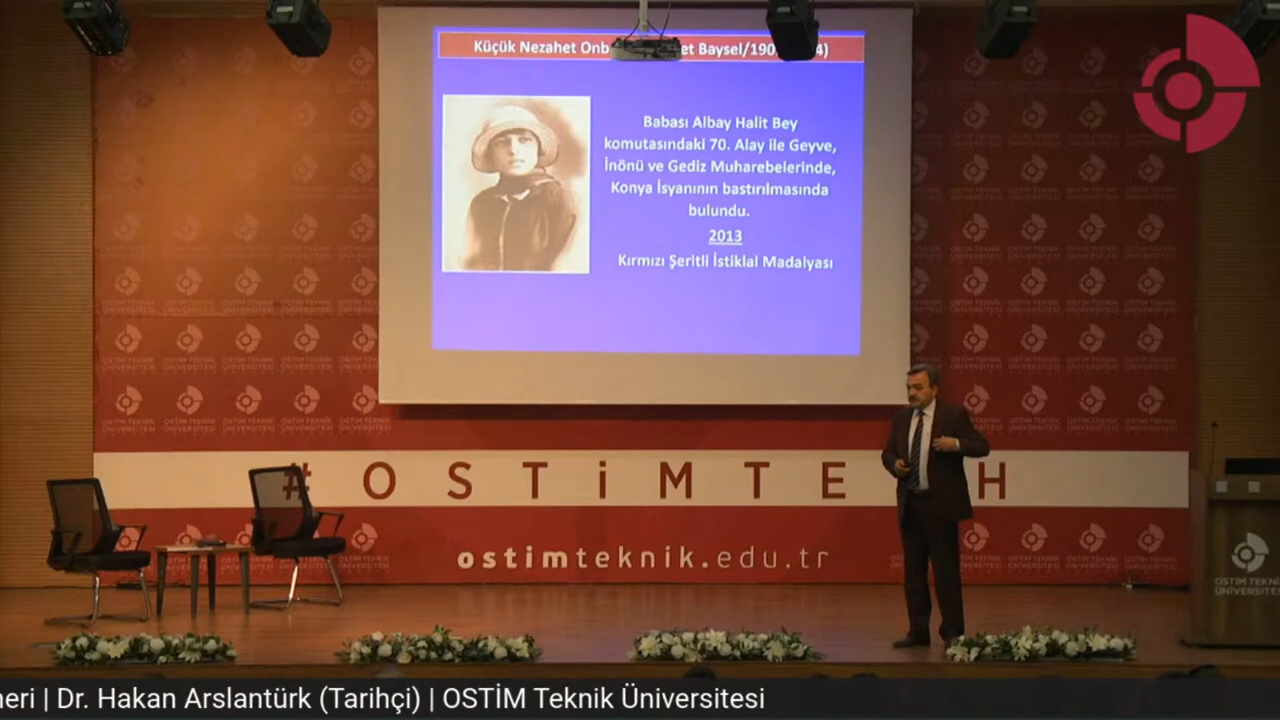 Küçük Nezahet Onb et Baysel/190 4)
Babası Albay Halit Bey
komutasındaki 70. Alay ile Geyve,
İnönü ve Gediz Muharebelerinde,
Konya İsyanının bastırılmasında
bulundu.
2013
Kırmızı Şeritli İstiklal Madalyası
# O S T İ M T E H
ostimteknik.edu.tr
OSTİM TEKNİK
ÜNİVERSİTESİ
neri | Dr. Hakan Arslantürk (Tarihçi) | OSTİM Teknik Üniversitesi